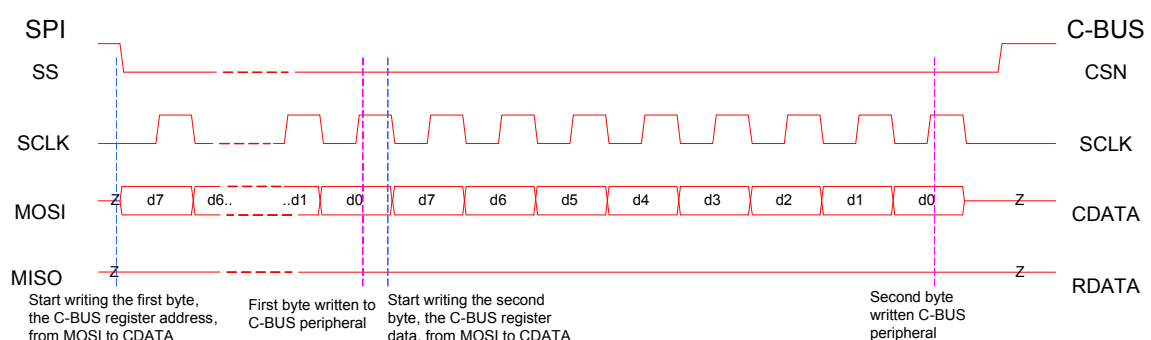 SPI
C-BUS
SS
CSN
SCLK
SCLK
Z d7 d6.. ..d1 d0 d7 d6 d5 d4 d3 d2 d1 d0 Z
MOSI
CDATA
Z Z
MISO
RDATA
Start writing the first byte,
the C-BUS register address,
from MOSI to CDATA
First byte written to
C-BUS peripheral
Start writing the second
byte, the C-BUS register
data, from MOSI to CDATA
Second byte
written C-BUS
peripheral